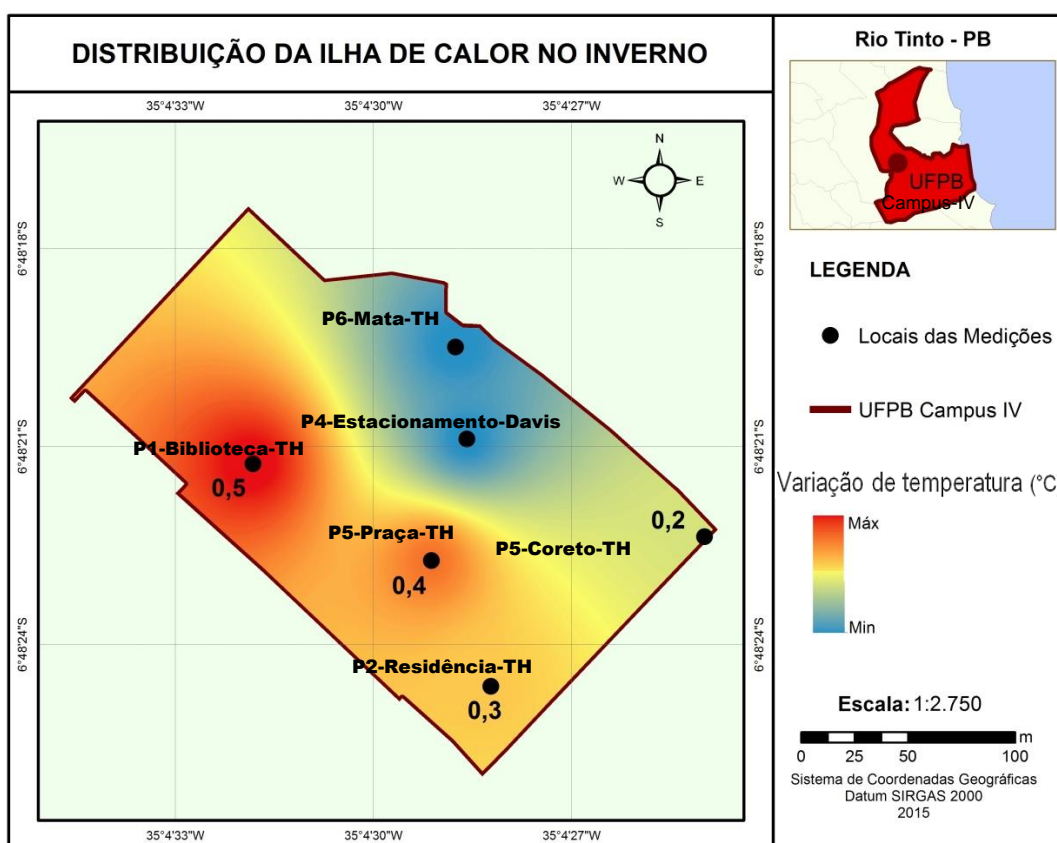 DISTRIBUIÇÃO DA ILHA DE CALOR NO INVERNO
35°4'33"W
35°4'30"W
35°4'27"W
N
W
E
S
6°48'18"S
6°48'18"S
P6-Mata-TH
P4-Estacionamento-Davis
6°48'21"S
6°48'21"S
P1-Biblioteca-TH
0,5
0,2
P5-Praça-TH
P5-Coreto-TH
0,4
6°48'24"S
6°48'24"S
P2-Residência-TH
0,3
35°4'33"W
35°4'30"W
35°4'27"W
Rio Tinto - PB
UFPB
Campus-IV
LEGENDA
Locais das Medições
UFPB Campus IV
Variação de temperatura (°C
Máx
Min
Escala: 1:2.750
m
0 25 50 100
Sistema de Coordenadas Geográficas
Datum SIRGAS 2000
2015